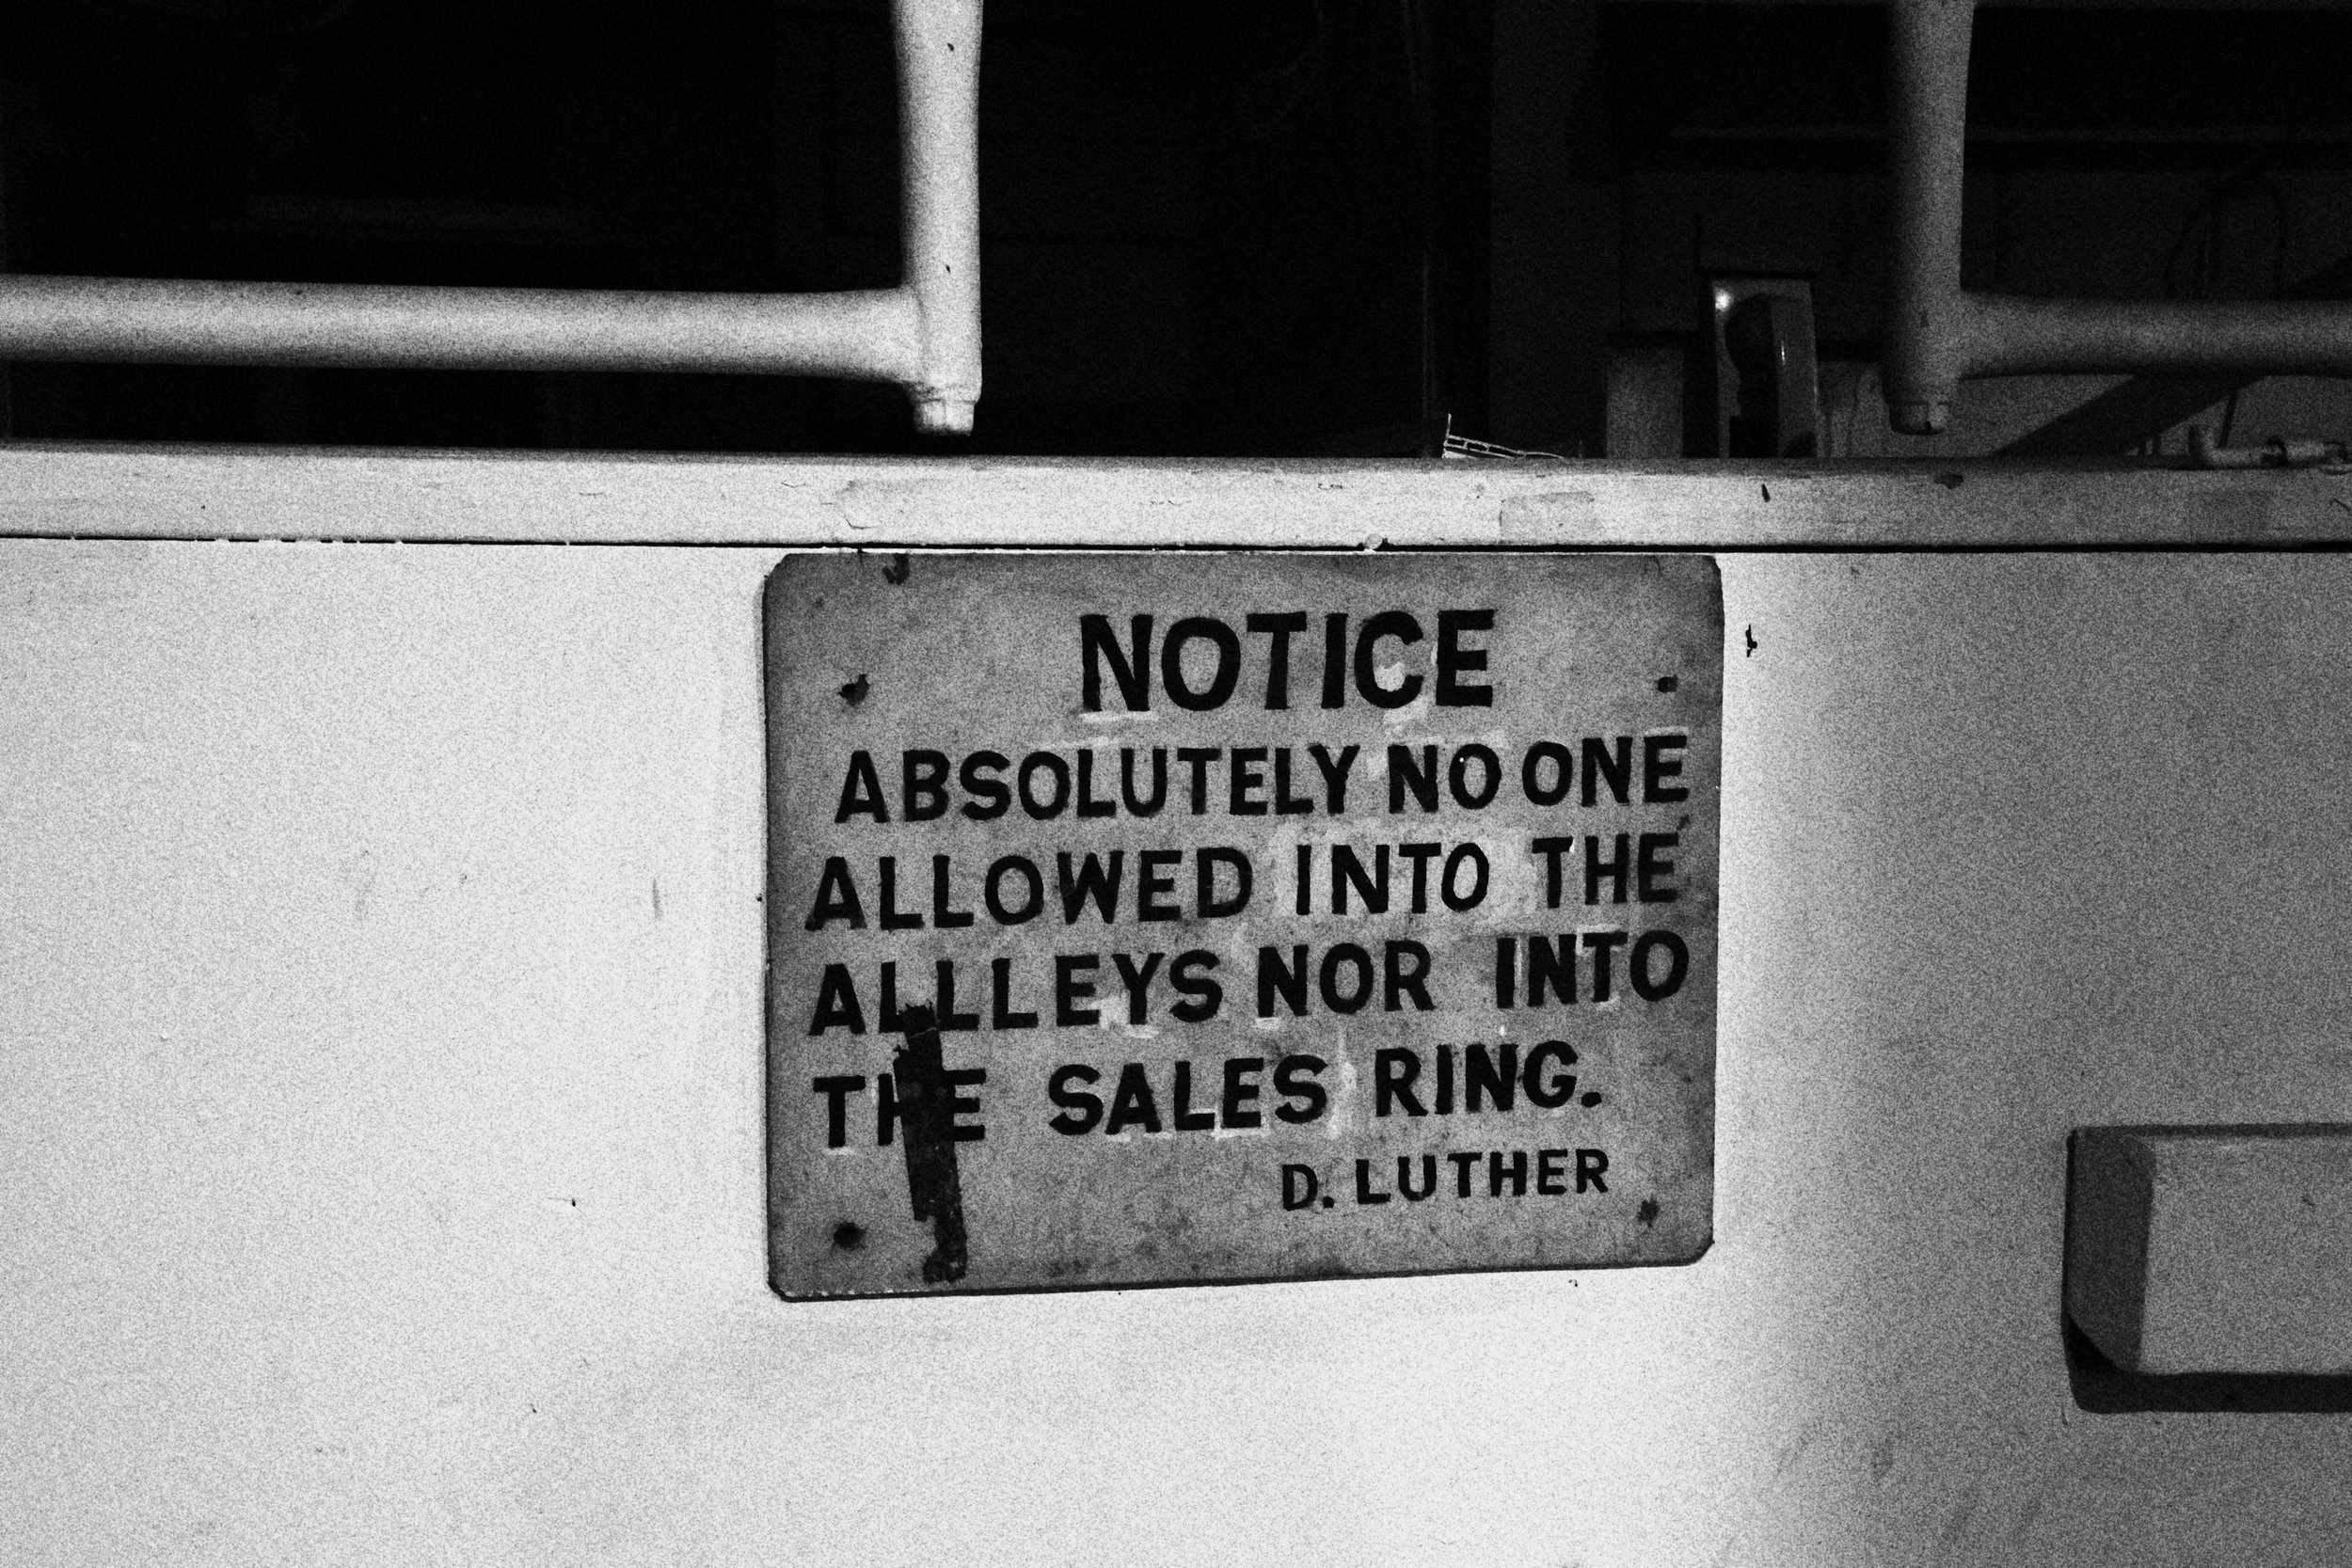 NOTICE
ABSOLUTELY NO ONE
ALLOWED INTO THE
ALLLEYS NOR INTO
THE SALES RING.
D. LUTHER